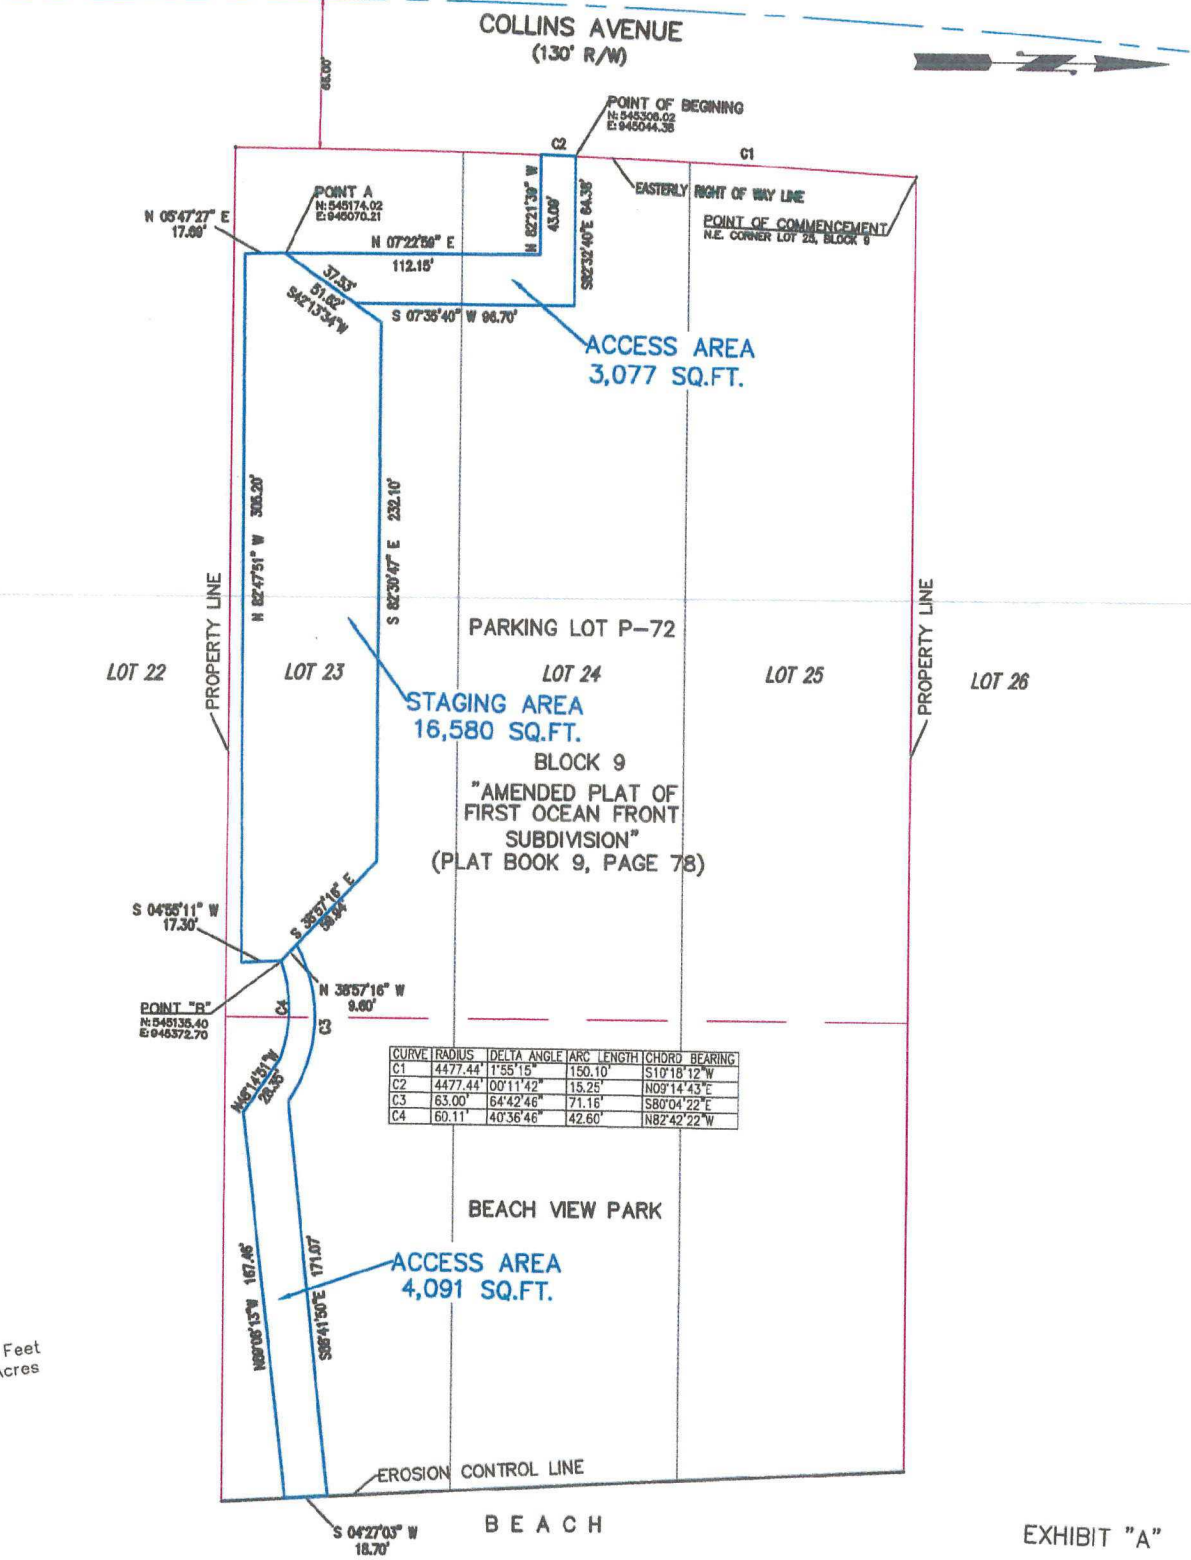 COLLINS AVENUE
(130' R/W)
POINT OF BEGINING
N: 545306.02
E: 945044.38
C2
C1
EASTERLY RIGHT OF WAY LINE
POINT OF COMMENCEMENT
N.E. CORNER LOT 25, BLOCK 9
POINT A
N: 545174.02
E: 945070.21
N 05°47'27" E
17.69'
N 07°22'59" E
112.15'
N 82°21'39" W
43.09'
S82°32'40"E 64.38'
37.53'
51.62'
S42°13'34"W
S 07°35'40" W 96.70'
ACCESS AREA
3,077 SQ.FT.
N 82°47'51" W 305.20'
S 82°30'47" E 232.10'
PROPERTY LINE
PROPERTY LINE
PARKING LOT P-72
LOT 22
LOT 23
LOT 24
LOT 25
LOT 26
STAGING AREA
16,580 SQ.FT.
BLOCK 9
"AMENDED PLAT OF
FIRST OCEAN FRONT
SUBDIVISION"
(PLAT BOOK 9, PAGE 78)
S 04°55'11" W
17.30'
S 38°57'16" E
POINT "B"
N: 545135.40
E: 945372.70
N 38°57'16" W
9.60'
C4
C3
N48°14'51"W
28.35'
CURVE RADIUS DELTA ANGLE ARC LENGTH CHORD BEARING
C1 4477.44' 1°55'15" 150.10' S10°18'12"W
C2 4477.44' 00°11'42" 15.25' N09°14'43"E
C3 63.00' 64°42'46" 71.16' S80°04'22"E
C4 60.11' 40°36'46" 42.60' N82°42'22"W
BEACH VIEW PARK
ACCESS AREA
4,091 SQ.FT.
167.46'
171.07'
Feet
Acres
EROSION CONTROL LINE
S 04°27'03" W
18.70'
BEACH
EXHIBIT "A"